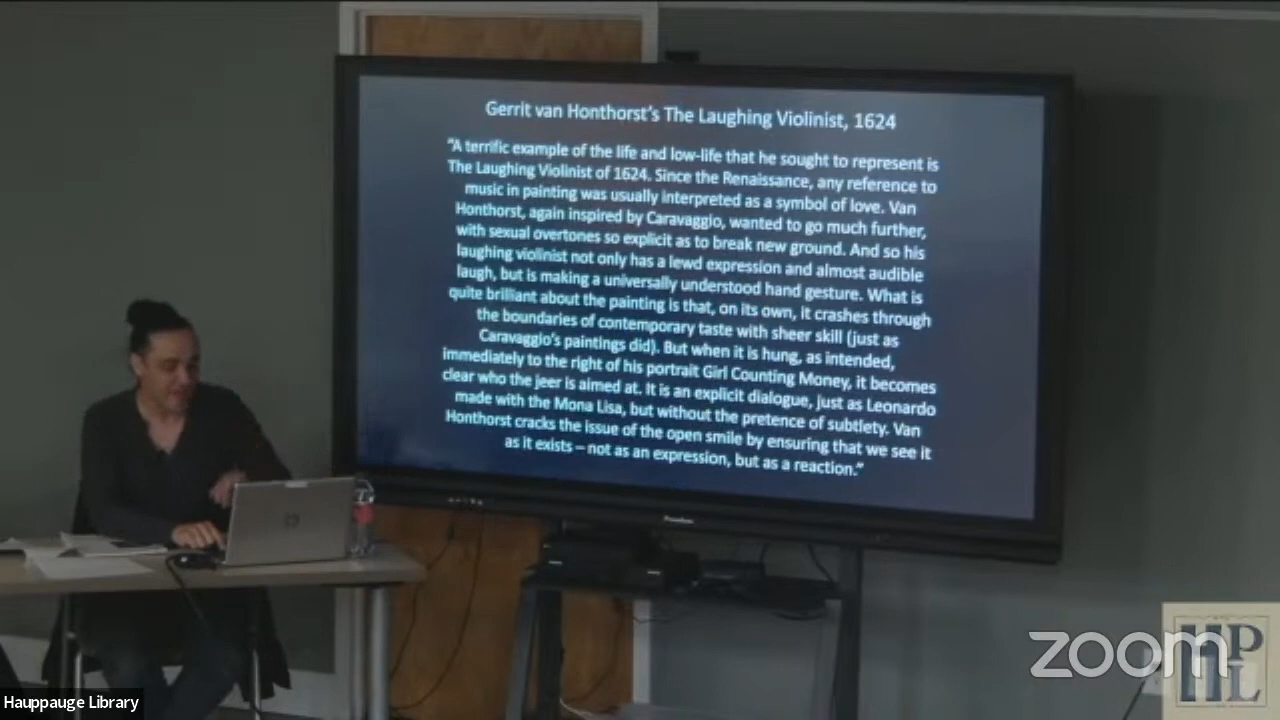 Gerrit van Honthorst's The Laughing Violinist, 1624
"A terrific example of the life and low-life that he sought to represent is
The Laughing Violinist of 1624. Since the Renaissance, any reference to
music in painting was usually interpreted as a symbol of love. Van
Honthorst, again inspired by Caravaggio, wanted to go much further,
with sexual overtones so explicit as to break new ground. And so his
laughing violinist not only has a lewd expression and almost audible
laugh, but is making a universally understood hand gesture. What is
quite brilliant about the painting is that, on its own, it crashes through
the boundaries of contemporary taste with sheer skill (just as
Caravaggio's paintings did). But when it is hung, as intended,
immediately to the right of his portrait Girl Counting Money, it becomes
clear who the jeer is aimed at. It is an explicit dialogue, just as Leonardo
made with the Mona Lisa, but without the pretence of subtlety. Van
Honthorst cracks the issue of the open smile by ensuring that we see it
as it exists – not as an expression, but as a reaction."
hp
zoom
HPL
Hauppauge Library